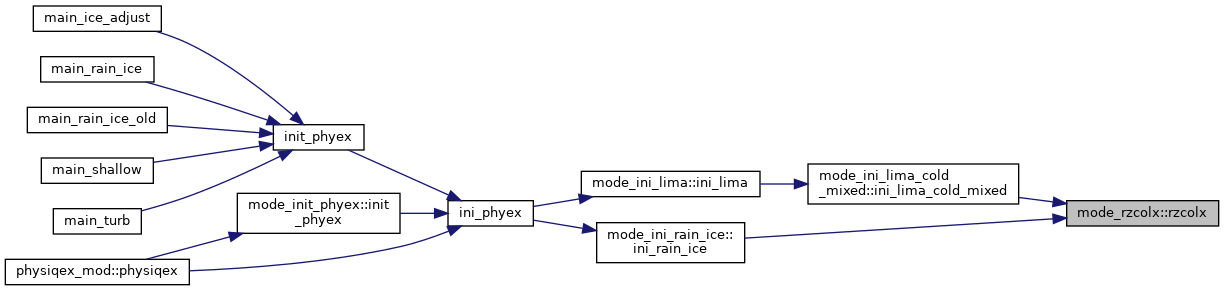 main_ice_adjust
main_rain_ice
main_rain_ice_old
main_shallow
main_turb
physiqex_mod::physiqex
init_phyex
mode_init_phyex::init
_phyex
ini_phyex
mode_ini_lima::ini_lima
mode_ini_rain_ice::
ini_rain_ice
mode_ini_lima_cold
_mixed::ini_lima_cold_mixed
mode_rzcolx::rzcolx